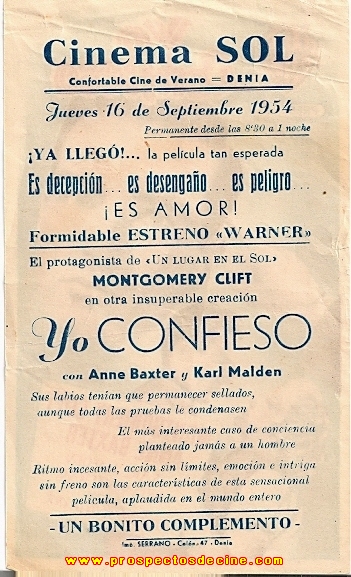 Cinema SOL
Confortable Cine de Verano = DENIA
Jueves 16 de Septiembre 1954
Permanente desde las 8'30 a 1 noche
¡YA LLEGÓ!... la película tan esperada
Es decepción... es desengaño... es peligro...
¡ES AMOR!
Formidable ESTRENO «WARNER»
El protagonista de «UN LUGAR EN EL SOL»
MONTGOMERY CLIFT
en otra insuperable creación
Yo CONFIESO
con Anne Baxter y Karl Malden
Sus labios tenían que permanecer sellados,
aunque todas las pruebas le condenasen
El más interesante caso de conciencia
planteado jamás a un hombre
Ritmo incesante, acción sin límites, emoción e intriga
sin freno son las características de esta sensacional
película, aplaudida en el mundo entero
- UN BONITO COMPLEMENTO -
Imp. SERRANO - Colón, 47 - Denia
www.prospectosdecine.com